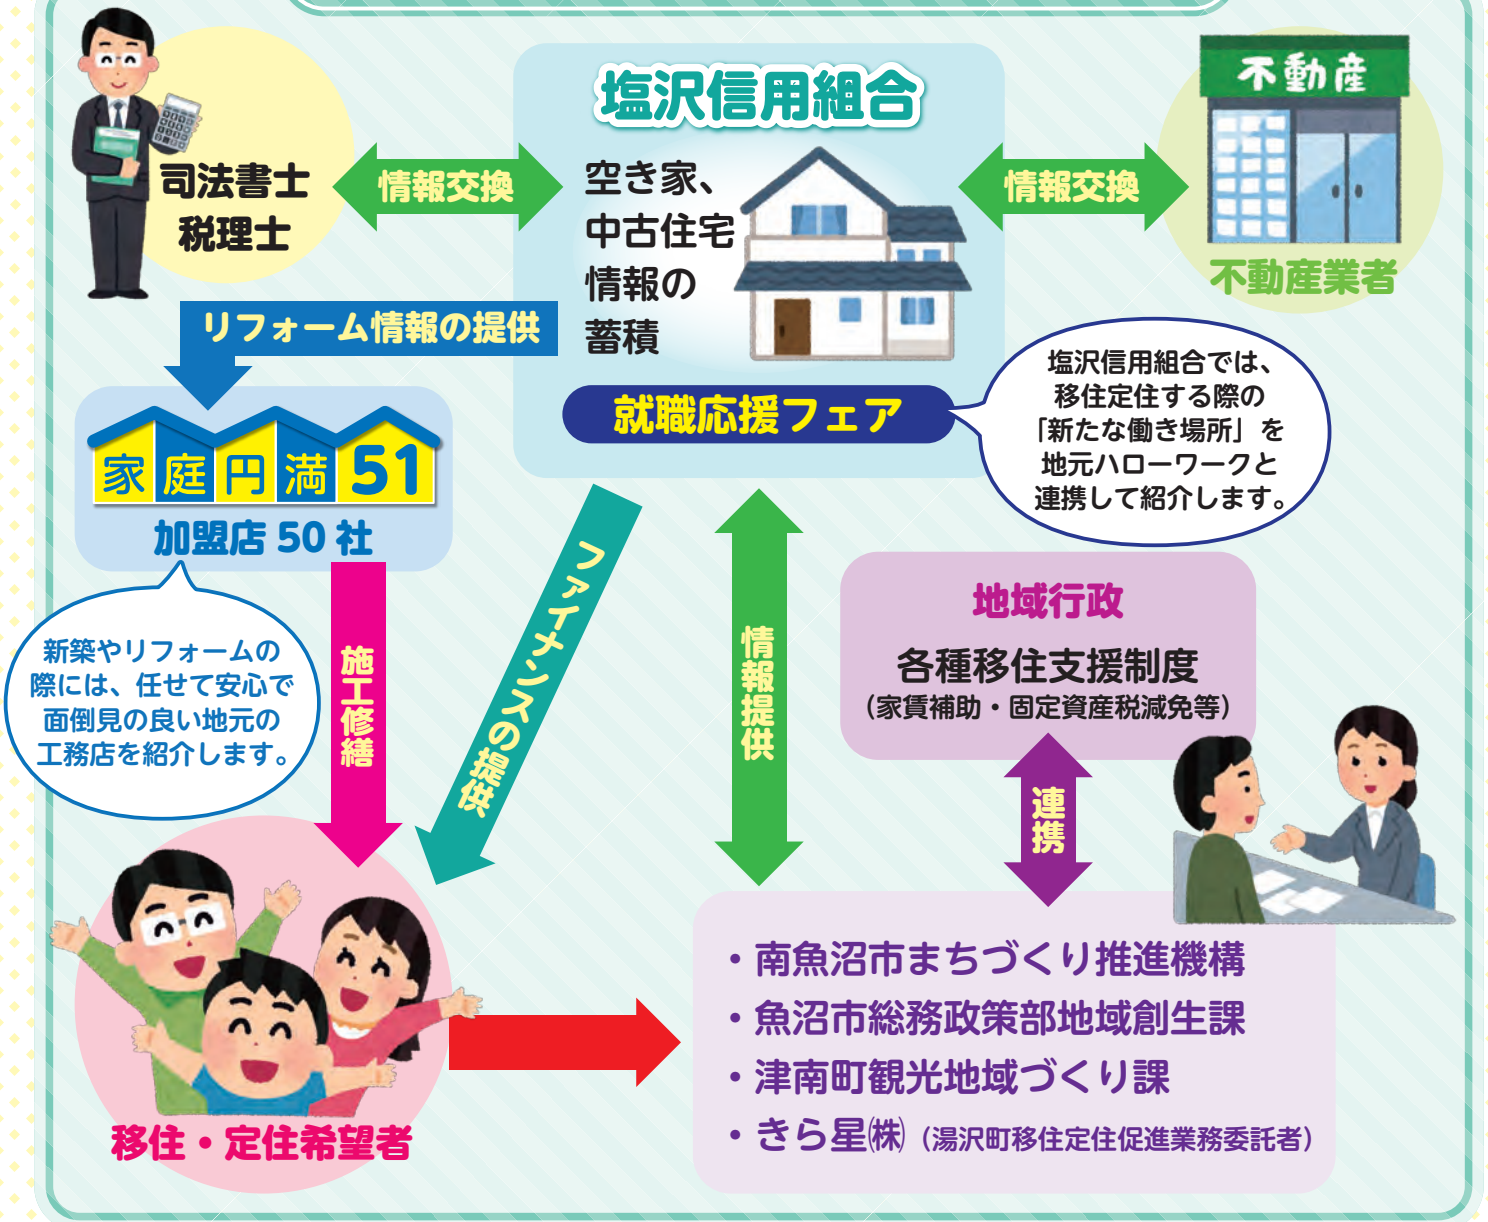 塩沢信用組合
空き家、
中古住宅
情報の
蓄積
就職応援フェア
司法書士
税理士
情報交換
情報交換
不動産
不動産業者
塩沢信用組合では、
移住定住する際の
「新たな働き場所」を
地元ハローワークと
連携して紹介します。
リフォーム情報の提供
家庭円満51
加盟店 50 社
新築やリフォームの
際には、任せて安心で
面倒見の良い地元の
工務店を紹介します。
施工修繕
ファイナンスの提供
情報提供
地域行政
各種移住支援制度
（家賃補助・固定資産税減免等）
連携
移住・定住希望者
・南魚沼市まちづくり推進機構
・魚沼市総務政策部地域創生課
・津南町観光地域づくり課
・きら星㈱（湯沢町移住定住促進業務委託者）